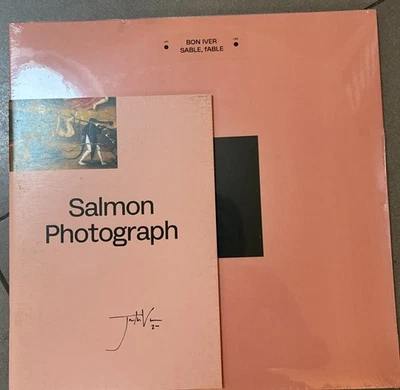 BON IVER
SABLE, fABLE
Salmon
Photograph